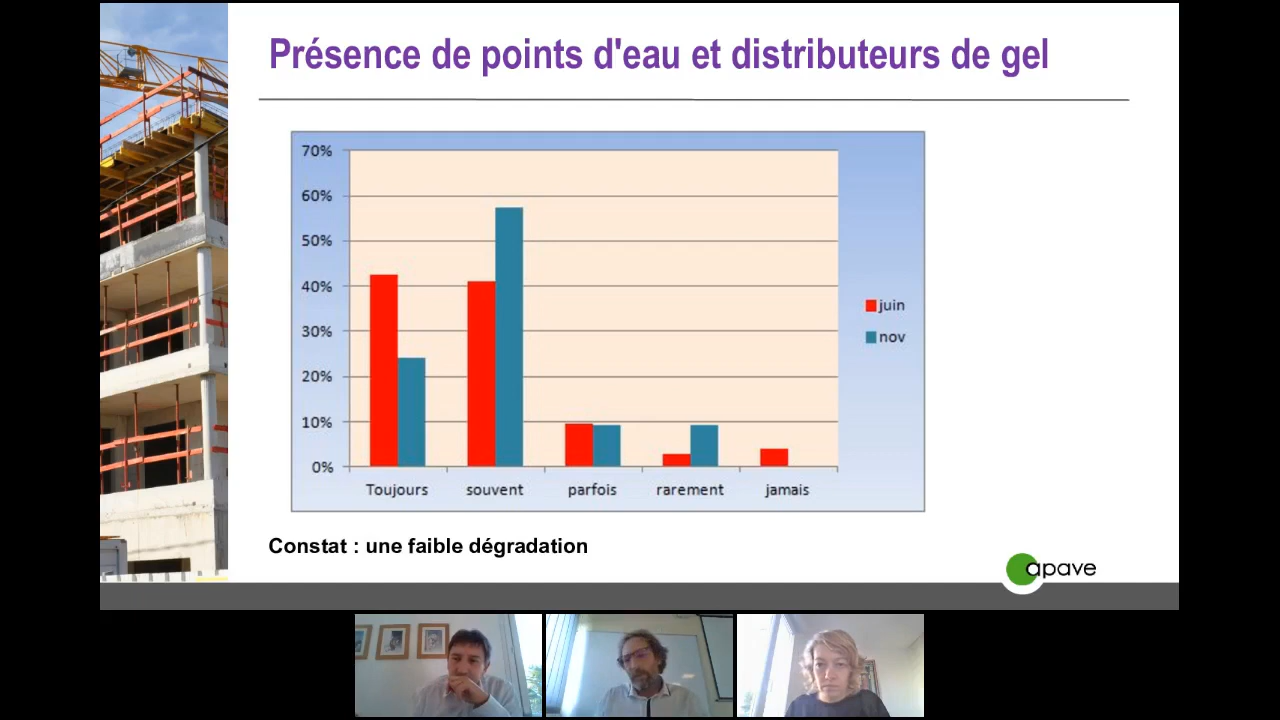 Présence de points d'eau et distributeurs de gel
70%
60%
50%
40%
30%
20%
10%
0%
Toujours souvent parfois rarement jamais
juin
nov
Constat : une faible dégradation
apave